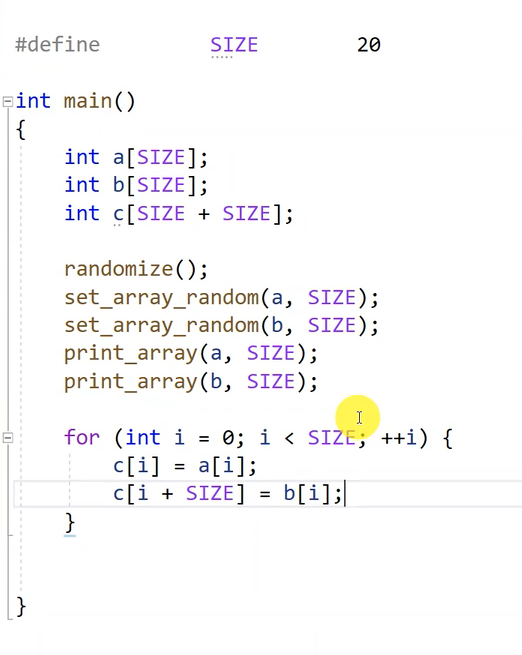 #define SIZE 20
int main()
{
int a[SIZE];
int b[SIZE];
int c[SIZE + SIZE];
randomize();
set_array_random(a, SIZE);
set_array_random(b, SIZE);
print_array(a, SIZE);
print_array(b, SIZE);
for (int i = 0; i < SIZE; ++i) {
c[i] = a[i];
c[i + SIZE] = b[i];
}
}